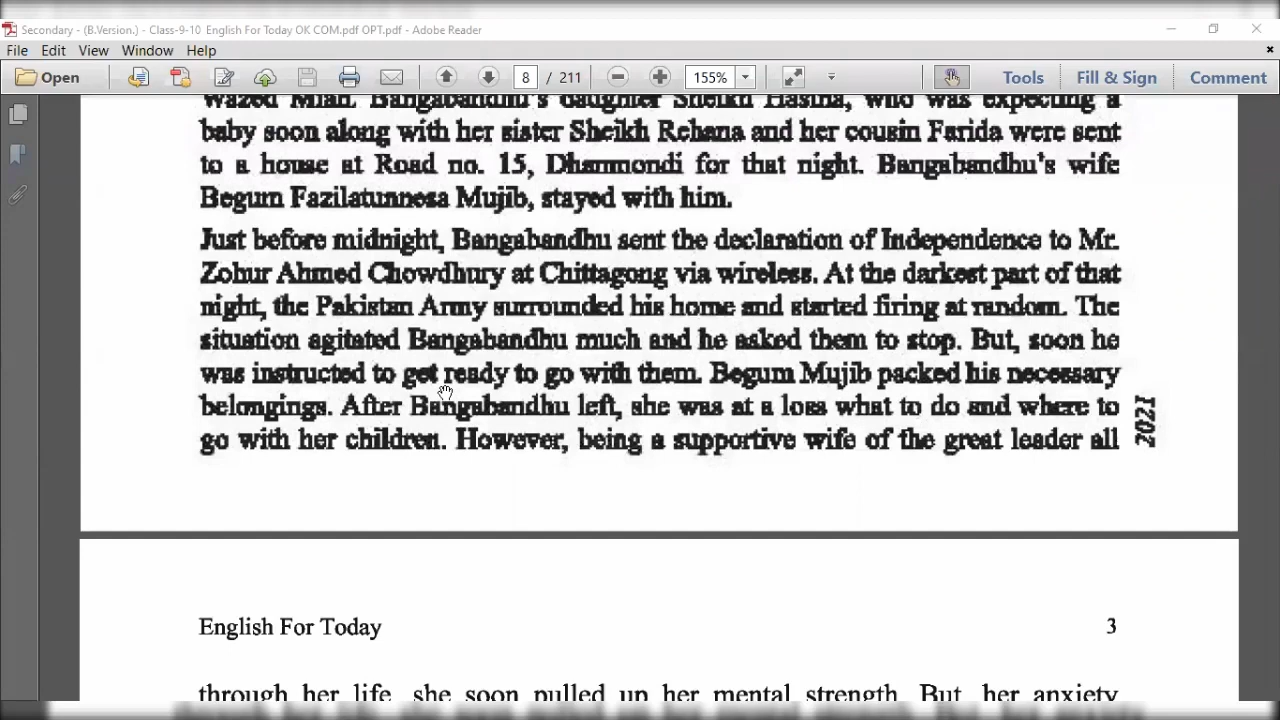 Secondary - (B.Version.) - Class-9-10 English For Today OK COM.pdf OPT.pdf - Adobe Reader
File Edit View Window Help
Open 8 / 211 155% Tools Fill & Sign Comment
Wazed Mian. Bangabandhu's daughter Sheikh Hasina, who was expecting a
baby soon along with her sister Sheikh Rehana and her cousin Farida were sent
to a house at Road no. 15, Dhanmondi for that night. Bangabandhu's wife
Begum Fazilatunnesa Mujib, stayed with him.
Just before midnight, Bangabandhu sent the declaration of Independence to Mr.
Zohur Ahmed Chowdhury at Chittagong via wireless. At the darkest part of that
night, the Pakistan Army surrounded his home and started firing at random. The
situation agitated Bangabandhu much and he asked them to stop. But, soon he
was instructed to get ready to go with them. Begum Mujib packed his necessary
belongings. After Bangabandhu left, she was at a loss what to do and where to
go with her children. However, being a supportive wife of the great leader all
2021
English For Today 3
through her life, she soon pulled up her mental strength. But, her anxiety